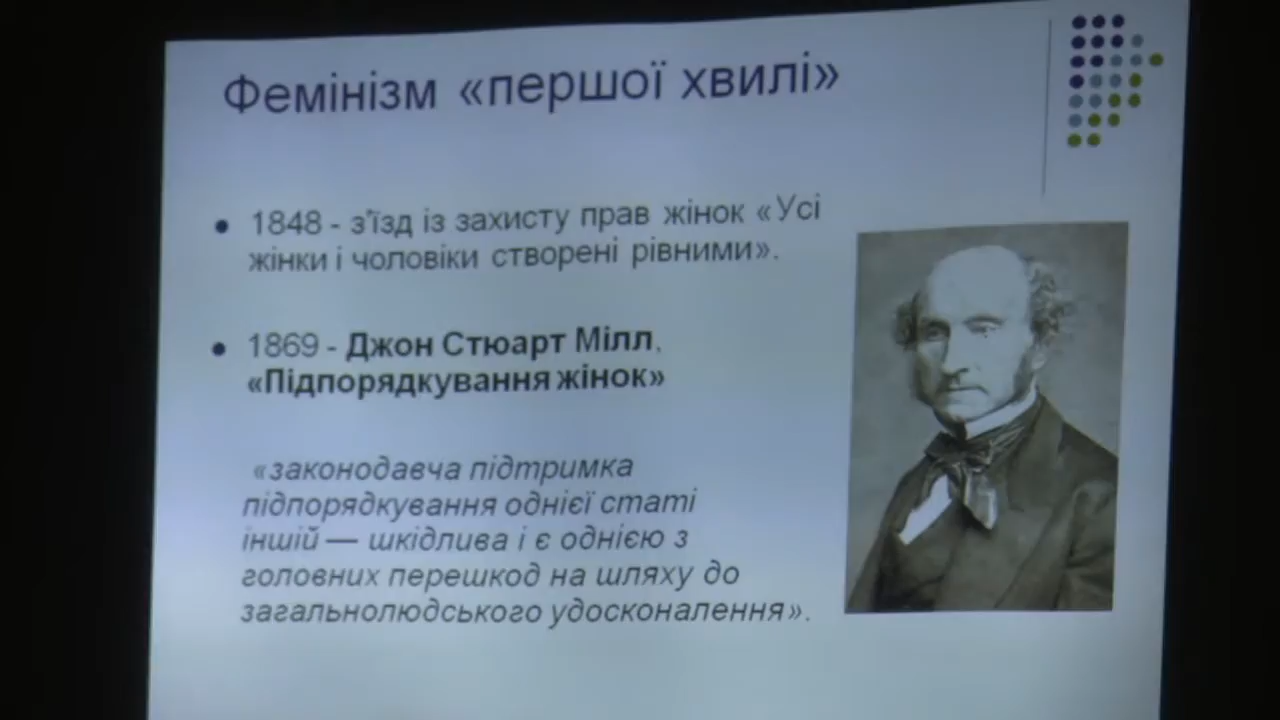 Фемінізм «першої хвилі»
1848 - з'їзд із захисту прав жінок «Усі
жінки і чоловіки створені рівними».
1869 - Джон Стюарт Мілл,
«Підпорядкування жінок»
«законодавча підтримка
підпорядкування однієї статі
іншій — шкідлива і є однією з
головних перешкод на шляху до
загальнолюдського удосконалення».